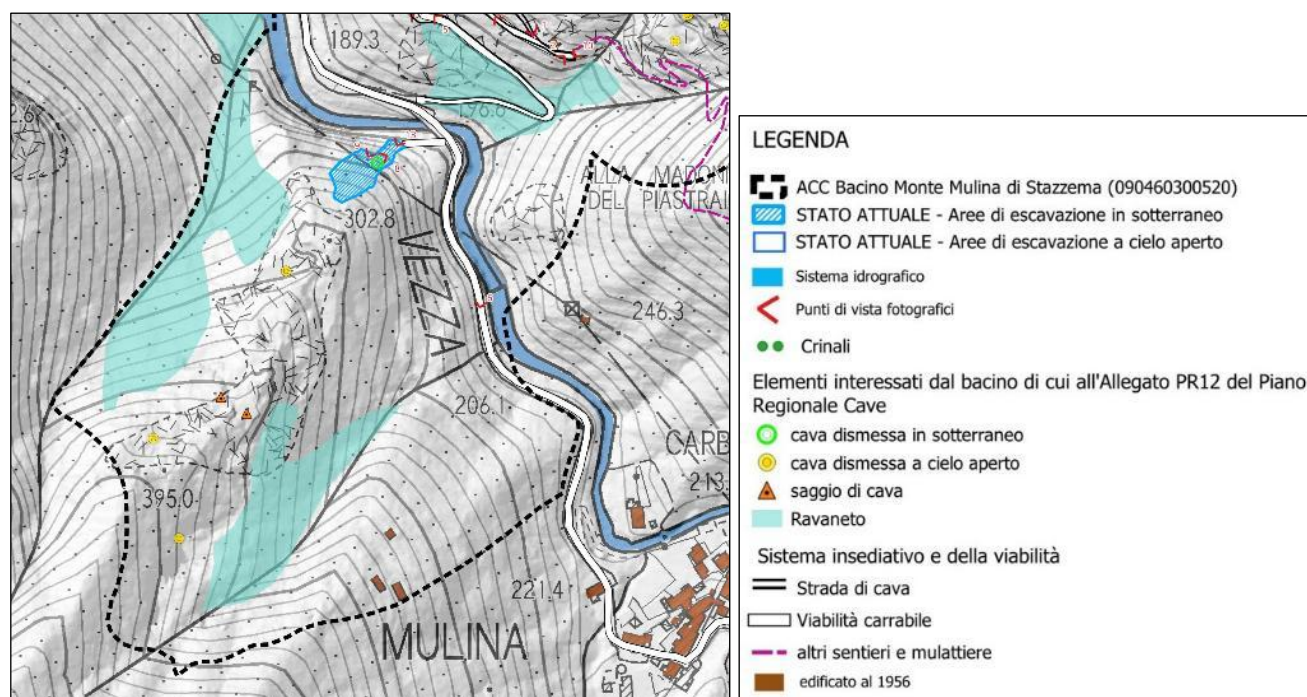 189.3
196.6
ALLA MADONN
DEL PIASTRAI
302.8
VEZZA
246.3
206.1
CARB
213.
395.0
221.4
MULINA
LEGENDA
ACC Bacino Monte Mulina di Stazzema (090460300520)
STATO ATTUALE - Aree di escavazione in sotterraneo
STATO ATTUALE - Aree di escavazione a cielo aperto
Sistema idrografico
Punti di vista fotografici
Crinali
Elementi interessati dal bacino di cui all'Allegato PR12 del Piano
Regionale Cave
cava dismessa in sotterraneo
cava dismessa a cielo aperto
saggio di cava
Ravaneto
Sistema insediativo e della viabilità
Strada di cava
Viabilità carrabile
altri sentieri e mulattiere
edificato al 1956